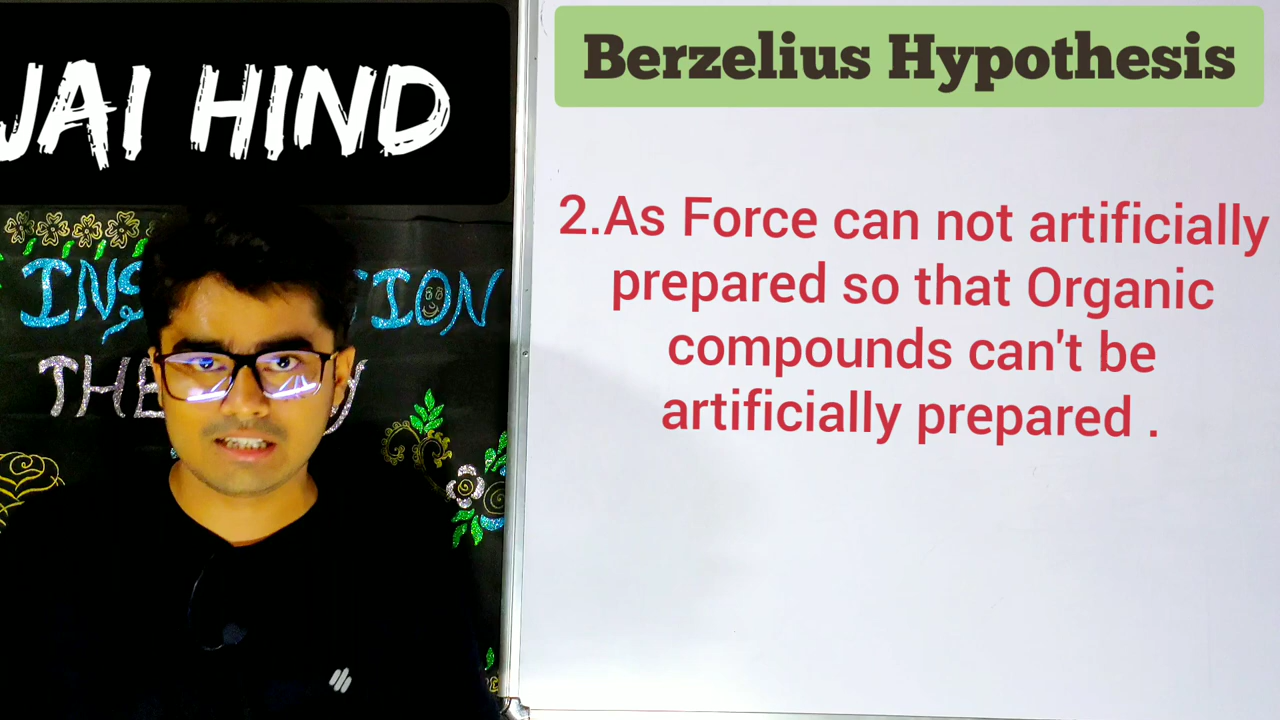 JAI HIND
Berzelius Hypothesis
2.As Force can not artificially
prepared so that Organic
compounds can't be
artificially prepared .